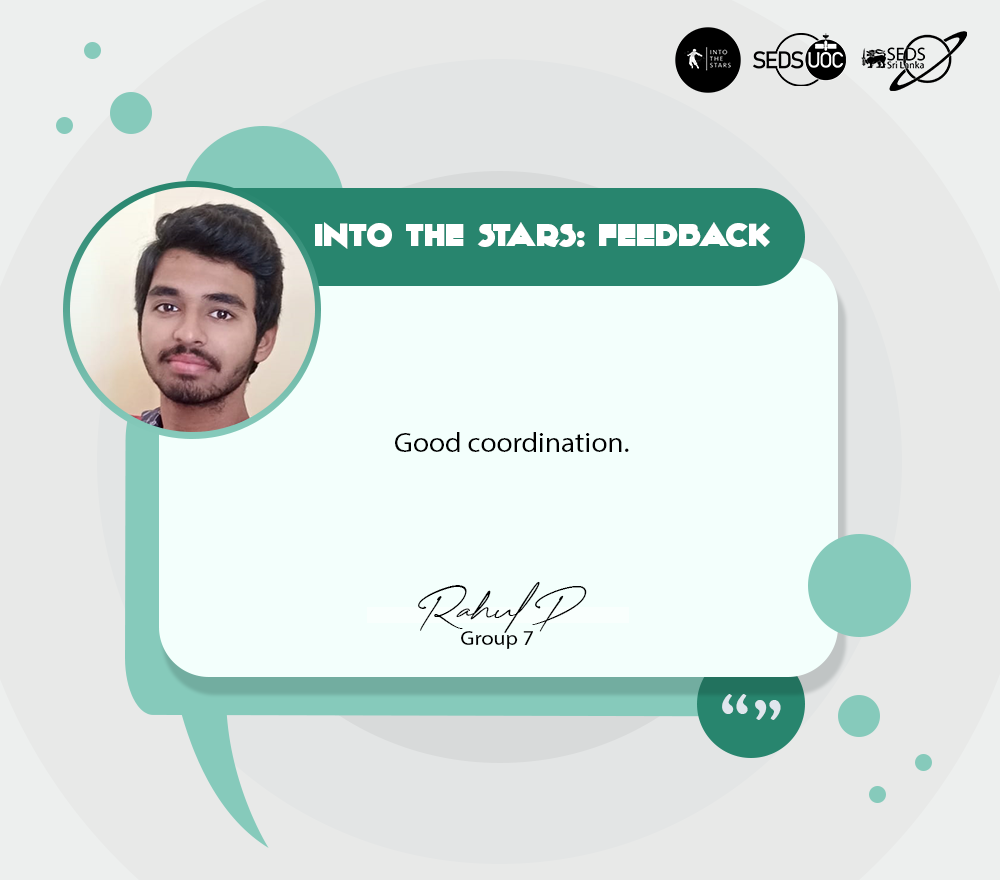 INTO
THE
STARS
SEDS UOC
SEDS
Sri Lanka
INTO THE STARS: FEEDBACK
Good coordination.
Rahul P
Group 7
“ ”